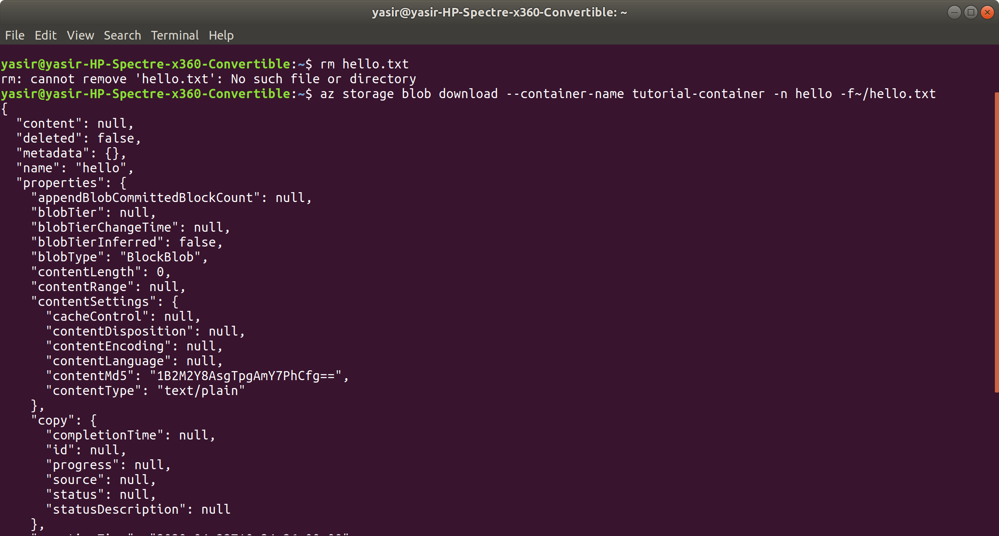 yasir@yasir-HP-Spectre-x360-Convertible: ~
File Edit View Search Terminal Help
yasir@yasir-HP-Spectre-x360-Convertible:~$ rm hello.txt
rm: cannot remove 'hello.txt': No such file or directory
yasir@yasir-HP-Spectre-x360-Convertible:~$ az storage blob download --container-name tutorial-container -n hello -f~/hello.txt
{
  "content": null,
  "deleted": false,
  "metadata": {},
  "name": "hello",
  "properties": {
    "appendBlobCommittedBlockCount": null,
    "blobTier": null,
    "blobTierChangeTime": null,
    "blobTierInferred": false,
    "blobType": "BlockBlob",
    "contentLength": 0,
    "contentRange": null,
    "contentSettings": {
      "cacheControl": null,
      "contentDisposition": null,
      "contentEncoding": null,
      "contentLanguage": null,
      "contentMd5": "1B2M2Y8AsgTpgAmY7PhCfg==",
      "contentType": "text/plain"
    },
    "copy": {
      "completionTime": null,
      "id": null,
      "progress": null,
      "source": null,
      "status": null,
      "statusDescription": null
    },